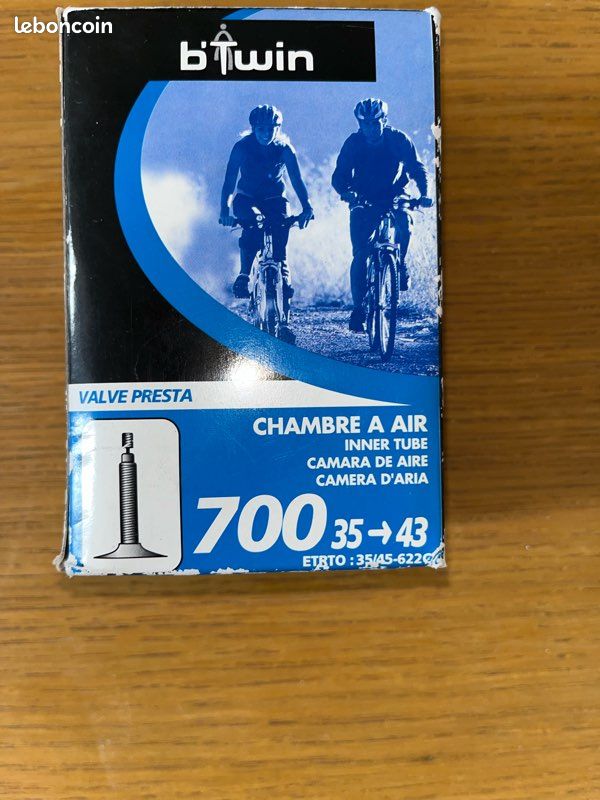 leboncoin
b'Twin
VALVE PRESTA
CHAMBRE A AIR
INNER TUBE
CAMARA DE AIRE
CAMERA D'ARIA
700 35→43
ETRTO : 35/45-622